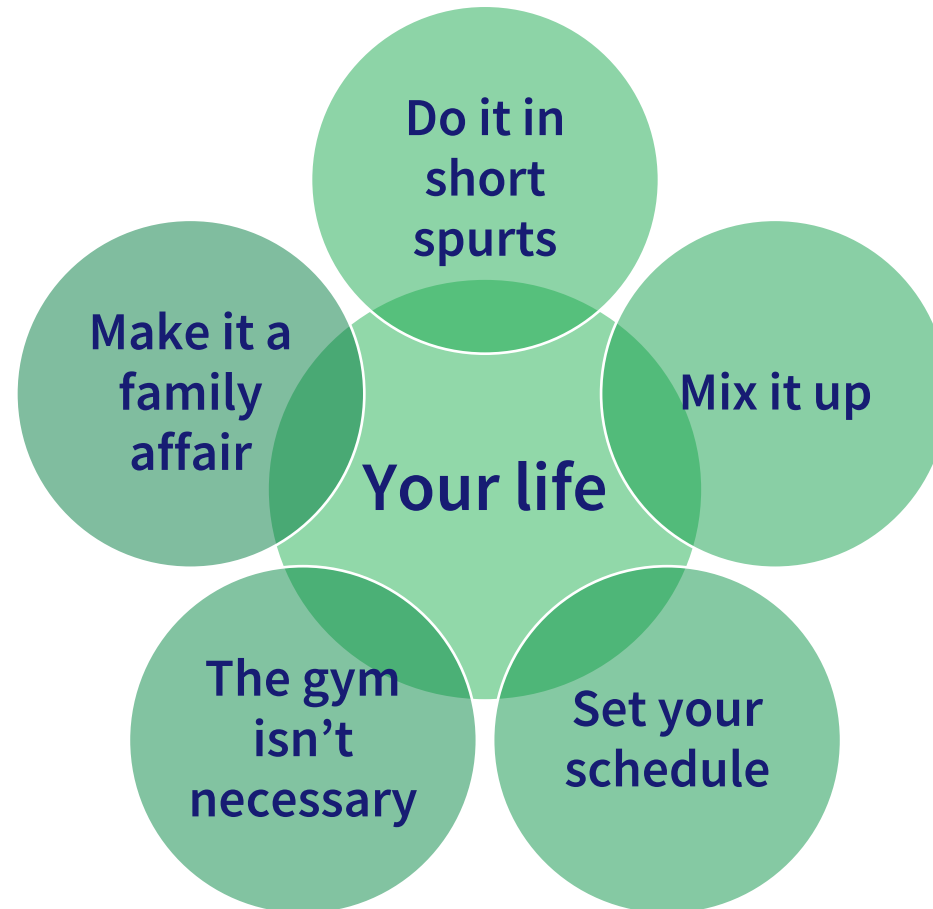 Do it in
short
spurts
Make it a
family
affair
Mix it up
Your life
The gym
isn’t
necessary
Set your
schedule